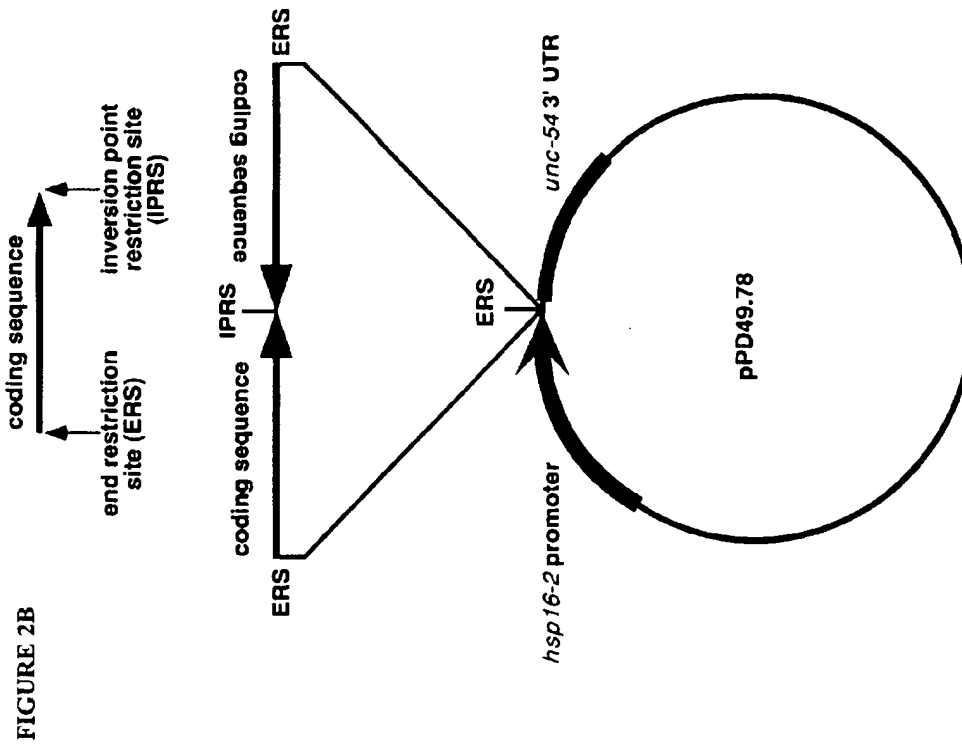 FIGURE 2B
coding sequence
end restriction
site (ERS)
inversion point
restriction site
(IPRS)
IPRS
coding sequence
coding sequence
ERS
ERS
ERS
hsp16-2 promoter
unc-54 3' UTR
pPD49.78